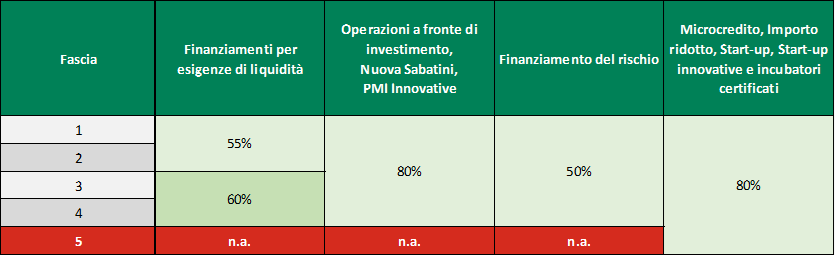 Fascia
Finanziamenti per
esigenze di liquidità
Operazioni a fronte di
investimento,
Nuova Sabatini,
PMI Innovative
Finanziamento del rischio
Microcredito, Importo
ridotto, Start-up, Start-up
innovative e incubatori
certificati
1
2
3
4
55%
60%
80%
50%
80%
5
n.a.
n.a.
n.a.